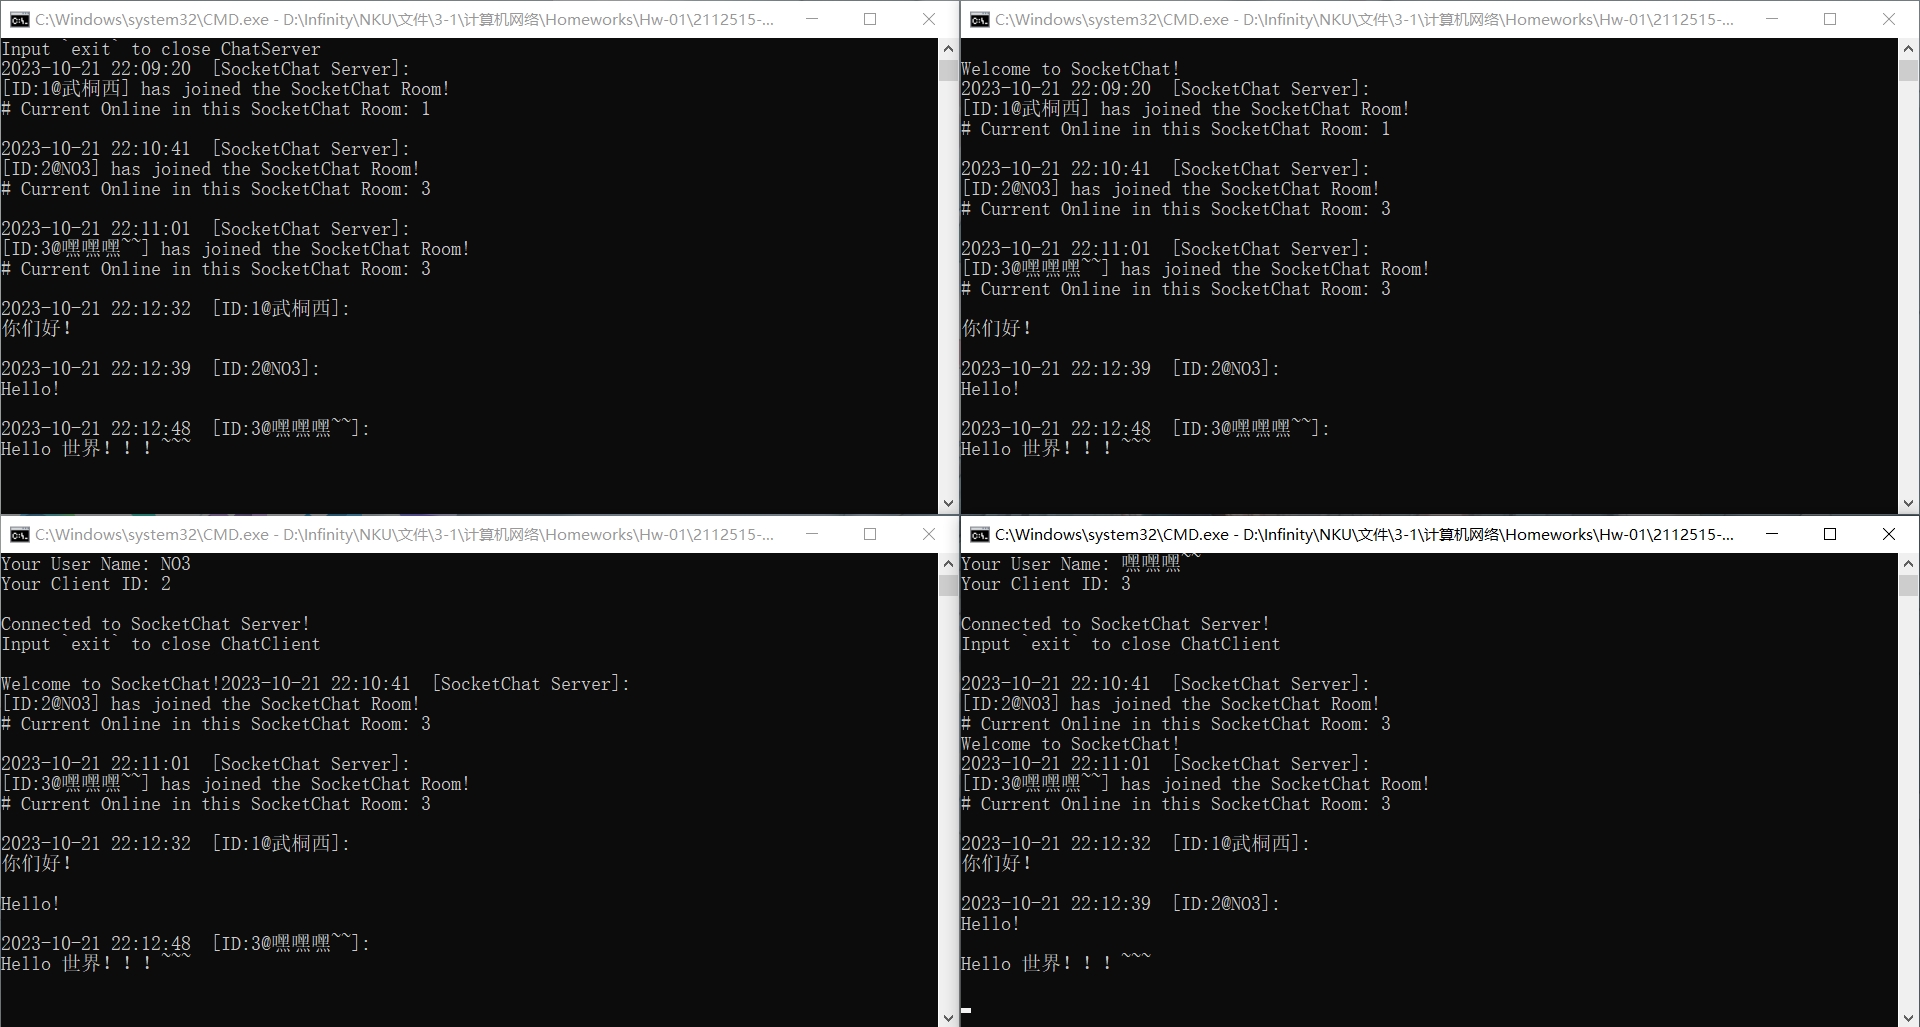 C:\Windows\system32\CMD.exe - D:\Infinity\NKU\文件\3-1\计算机网络\Homeworks\Hw-01\2112515-...
Input `exit` to close ChatServer
2023-10-21 22:09:20  [SocketChat Server]:
[ID:1@武桐西] has joined the SocketChat Room!
# Current Online in this SocketChat Room: 1
2023-10-21 22:10:41  [SocketChat Server]:
[ID:2@NO3] has joined the SocketChat Room!
# Current Online in this SocketChat Room: 3
2023-10-21 22:11:01  [SocketChat Server]:
[ID:3@嘿嘿嘿~~] has joined the SocketChat Room!
# Current Online in this SocketChat Room: 3
2023-10-21 22:12:32  [ID:1@武桐西]:
你们好！
2023-10-21 22:12:39  [ID:2@NO3]:
Hello!
2023-10-21 22:12:48  [ID:3@嘿嘿嘿~~]:
Hello 世界！！！~~~
C:\Windows\system32\CMD.exe - D:\Infinity\NKU\文件\3-1\计算机网络\Homeworks\Hw-01\2112515-...
Welcome to SocketChat!
2023-10-21 22:09:20  [SocketChat Server]:
[ID:1@武桐西] has joined the SocketChat Room!
# Current Online in this SocketChat Room: 1
2023-10-21 22:10:41  [SocketChat Server]:
[ID:2@NO3] has joined the SocketChat Room!
# Current Online in this SocketChat Room: 3
2023-10-21 22:11:01  [SocketChat Server]:
[ID:3@嘿嘿嘿~~] has joined the SocketChat Room!
# Current Online in this SocketChat Room: 3
你们好！
2023-10-21 22:12:39  [ID:2@NO3]:
Hello!
2023-10-21 22:12:48  [ID:3@嘿嘿嘿~~]:
Hello 世界！！！~~~
C:\Windows\system32\CMD.exe - D:\Infinity\NKU\文件\3-1\计算机网络\Homeworks\Hw-01\2112515-...
Your User Name: NO3
Your Client ID: 2
Connected to SocketChat Server!
Input `exit` to close ChatClient
Welcome to SocketChat!2023-10-21 22:10:41  [SocketChat Server]:
[ID:2@NO3] has joined the SocketChat Room!
# Current Online in this SocketChat Room: 3
2023-10-21 22:11:01  [SocketChat Server]:
[ID:3@嘿嘿嘿~~] has joined the SocketChat Room!
# Current Online in this SocketChat Room: 3
2023-10-21 22:12:32  [ID:1@武桐西]:
你们好！
Hello!
2023-10-21 22:12:48  [ID:3@嘿嘿嘿~~]:
Hello 世界！！！~~~
C:\Windows\system32\CMD.exe - D:\Infinity\NKU\文件\3-1\计算机网络\Homeworks\Hw-01\2112515-...
Your User Name: 嘿嘿嘿~~
Your Client ID: 3
Connected to SocketChat Server!
Input `exit` to close ChatClient
2023-10-21 22:10:41  [SocketChat Server]:
[ID:2@NO3] has joined the SocketChat Room!
# Current Online in this SocketChat Room: 3
Welcome to SocketChat!
2023-10-21 22:11:01  [SocketChat Server]:
[ID:3@嘿嘿嘿~~] has joined the SocketChat Room!
# Current Online in this SocketChat Room: 3
2023-10-21 22:12:32  [ID:1@武桐西]:
你们好！
2023-10-21 22:12:39  [ID:2@NO3]:
Hello!
Hello 世界！！！~~~